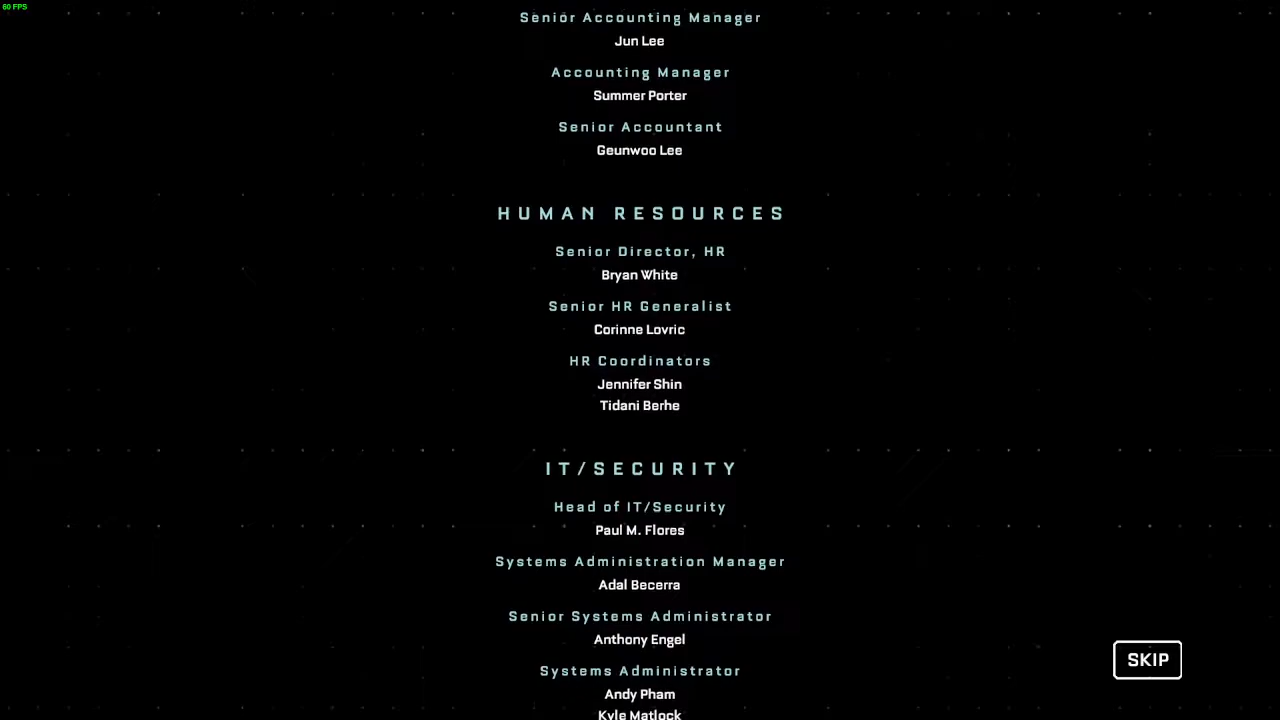 60 FPS
Senior Accounting Manager
Jun Lee
Accounting Manager
Summer Porter
Senior Accountant
Geunwoo Lee
HUMAN RESOURCES
Senior Director, HR
Bryan White
Senior HR Generalist
Corinne Lovric
HR Coordinators
Jennifer Shin
Tidani Berhe
IT/SECURITY
Head of IT/Security
Paul M. Flores
Systems Administration Manager
Adal Becerra
Senior Systems Administrator
Anthony Engel
SKIP
Systems Administrator
Andy Pham
Kyle Matlock